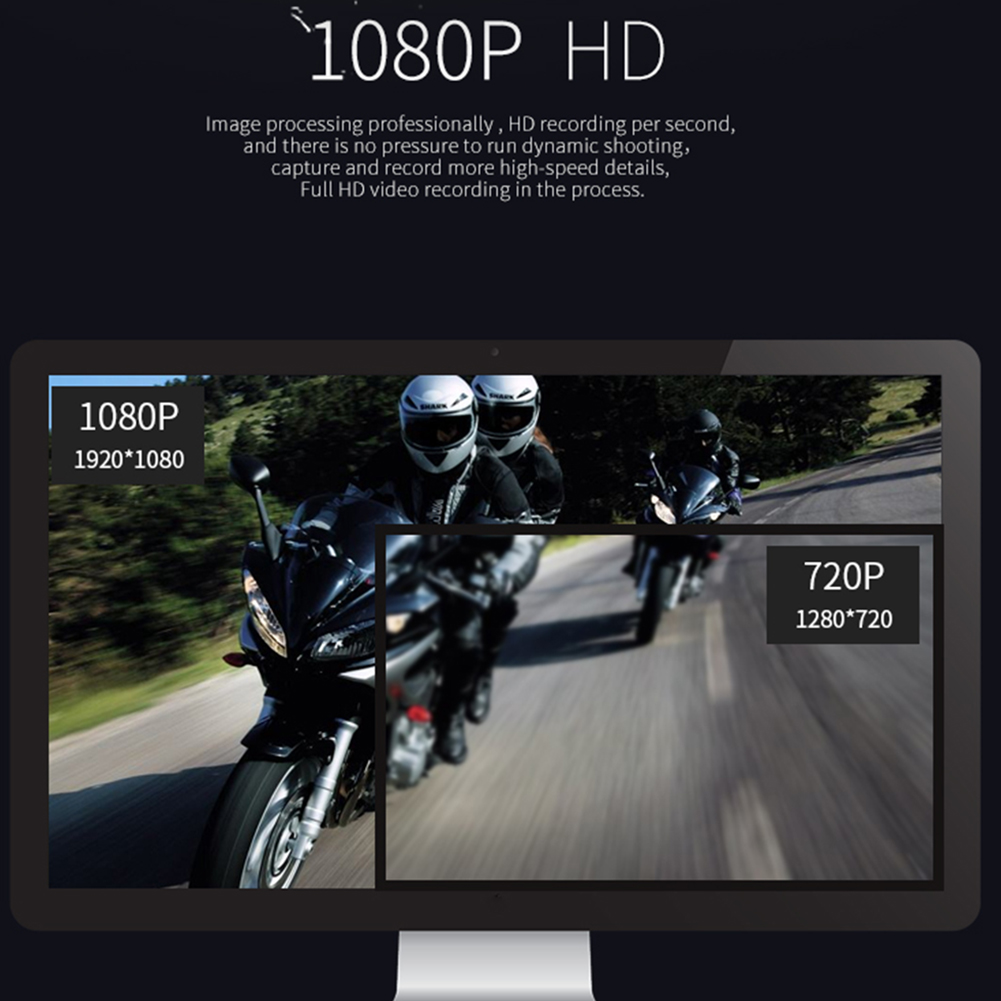 1080P HD
Image processing professionally , HD recording per second,
and there is no pressure to run dynamic shooting,
capture and record more high-speed details,
Full HD video recording in the process.
1080P
1920*1080
SHARK
SHARK
720P
1280*720